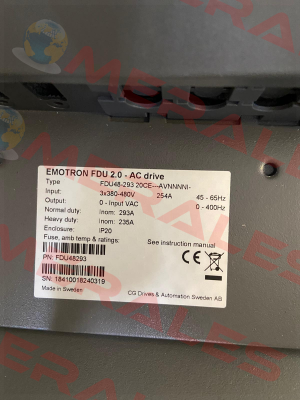 EMOTRON FDU 2.0 - AC drive
Type FDU48-293 20CE---AVNNNNI-
Input: 3x380-480V 254A 45 - 65Hz
Output: 0 - Input VAC 0 - 400Hz
Normal duty: Inom: 293A
Heavy duty: Inom: 235A
Enclosure: IP20
Fuse, amb temp & ratings: See instruction manual
PN: FDU48293
SN: 18410018240319
Made in Sweden CG Drives & Automation Sweden AB
MERALES